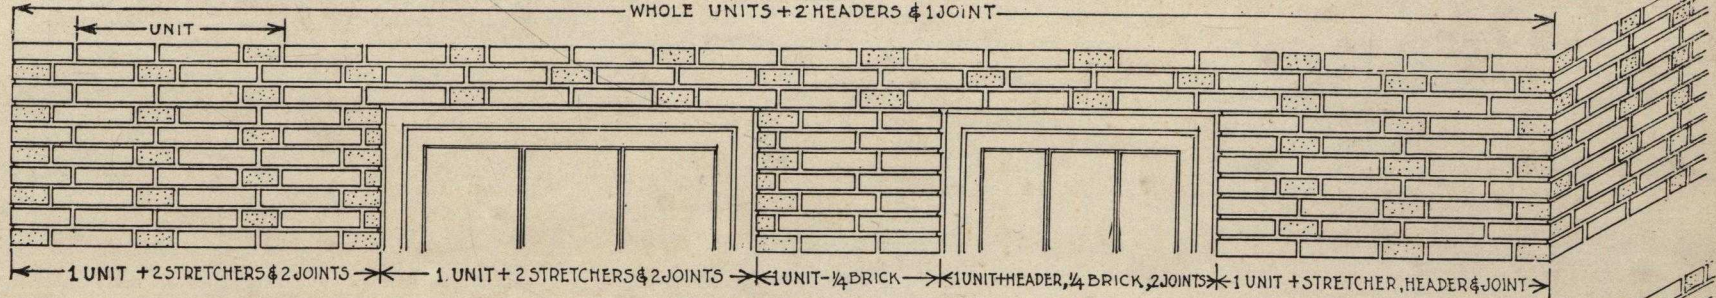 WHOLE UNITS + 2 HEADERS & 1 JOINT
UNIT
1 UNIT + 2 STRETCHERS & 2 JOINTS
1 UNIT + 2 STRETCHERS & 2 JOINTS
1 UNIT - 1/4 BRICK
1 UNIT + HEADER, 1/4 BRICK, 2 JOINTS
1 UNIT + STRETCHER, HEADER & JOINT